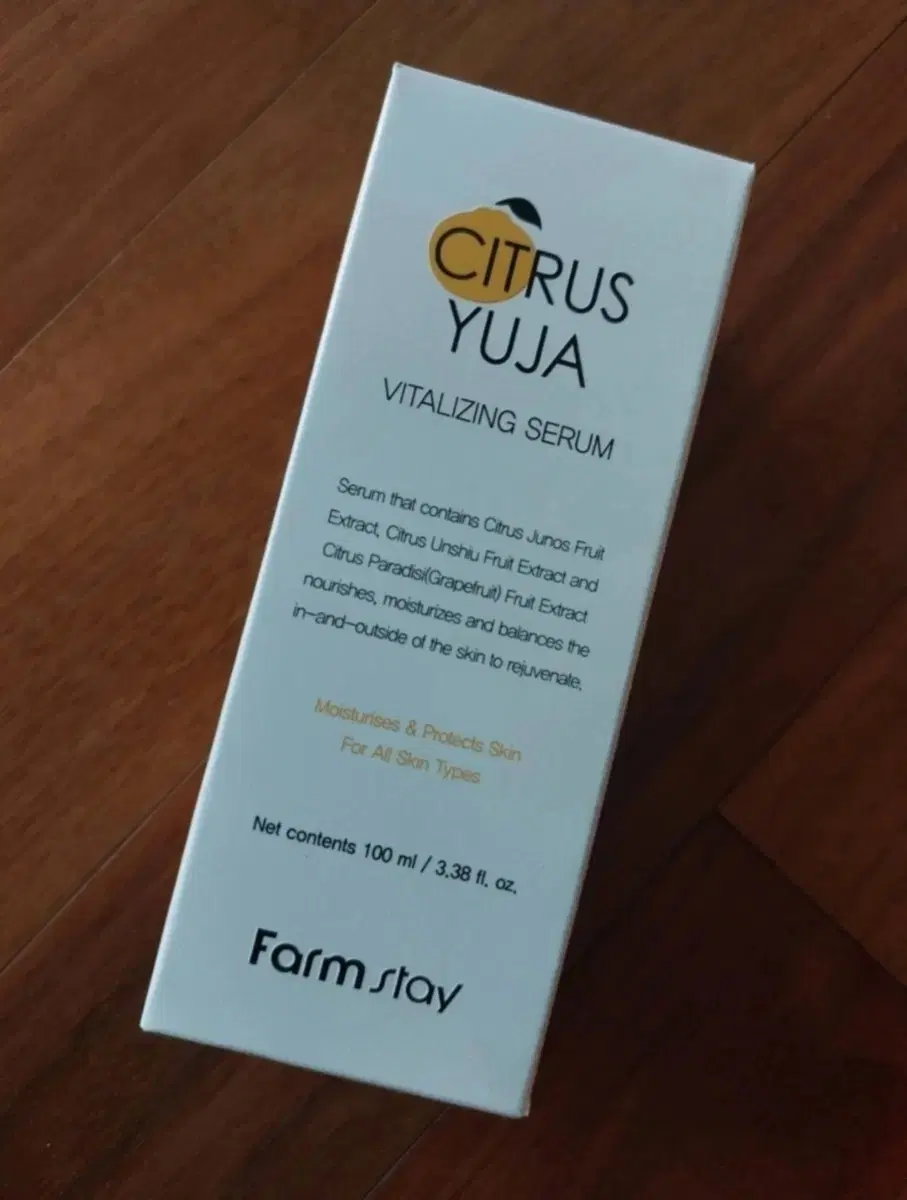 CITRUS
YUJA
VITALIZING SERUM
Serum that contains Citrus Junos Fruit
Extract, Citrus Unshiu Fruit Extract and
Citrus Paradisi(Grapefruit) Fruit Extract
nourishes, moisturizes and balances the
in-and-outside of the skin to rejuvenate.
Moisturises & Protects Skin
For All Skin Types
Net contents 100 ml / 3.38 fl. oz.
Farm stay